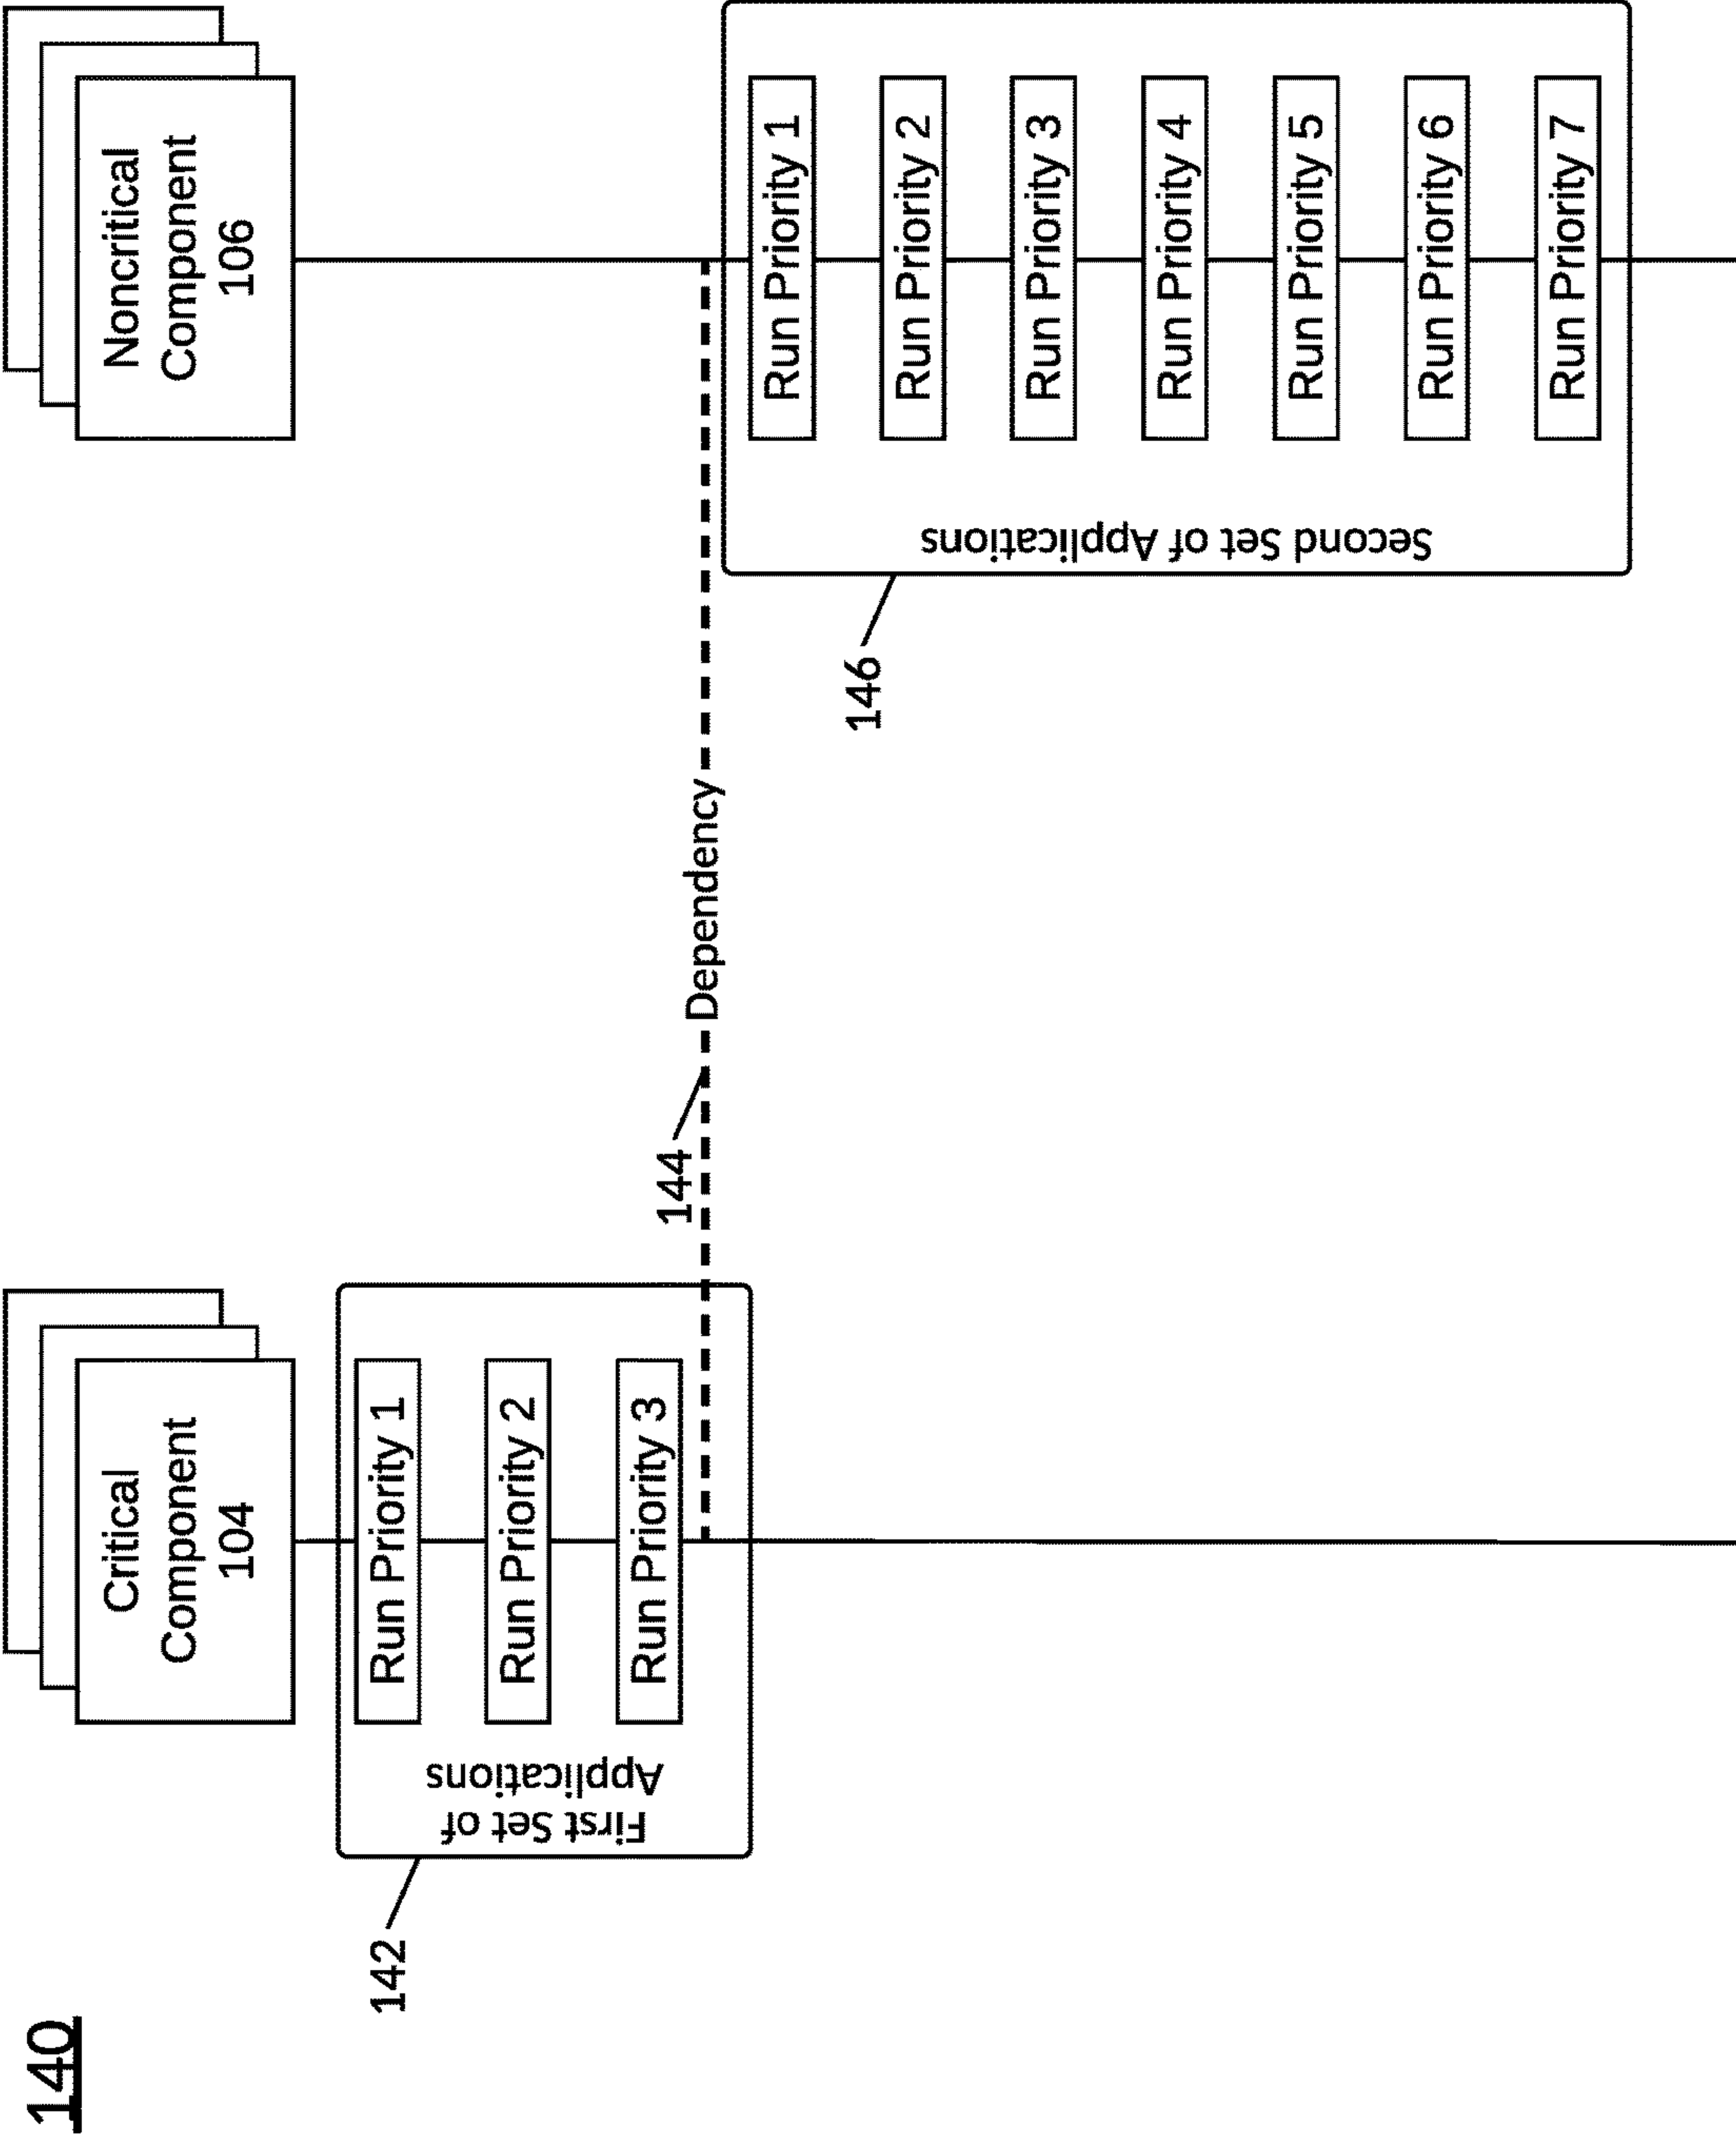 140
Critical
Component
104
Noncritical
Component
106
142
First Set of
Applications
Run Priority 1
Run Priority 2
Run Priority 3
144
Dependency
146
Second Set of Applications
Run Priority 1
Run Priority 2
Run Priority 3
Run Priority 4
Run Priority 5
Run Priority 6
Run Priority 7